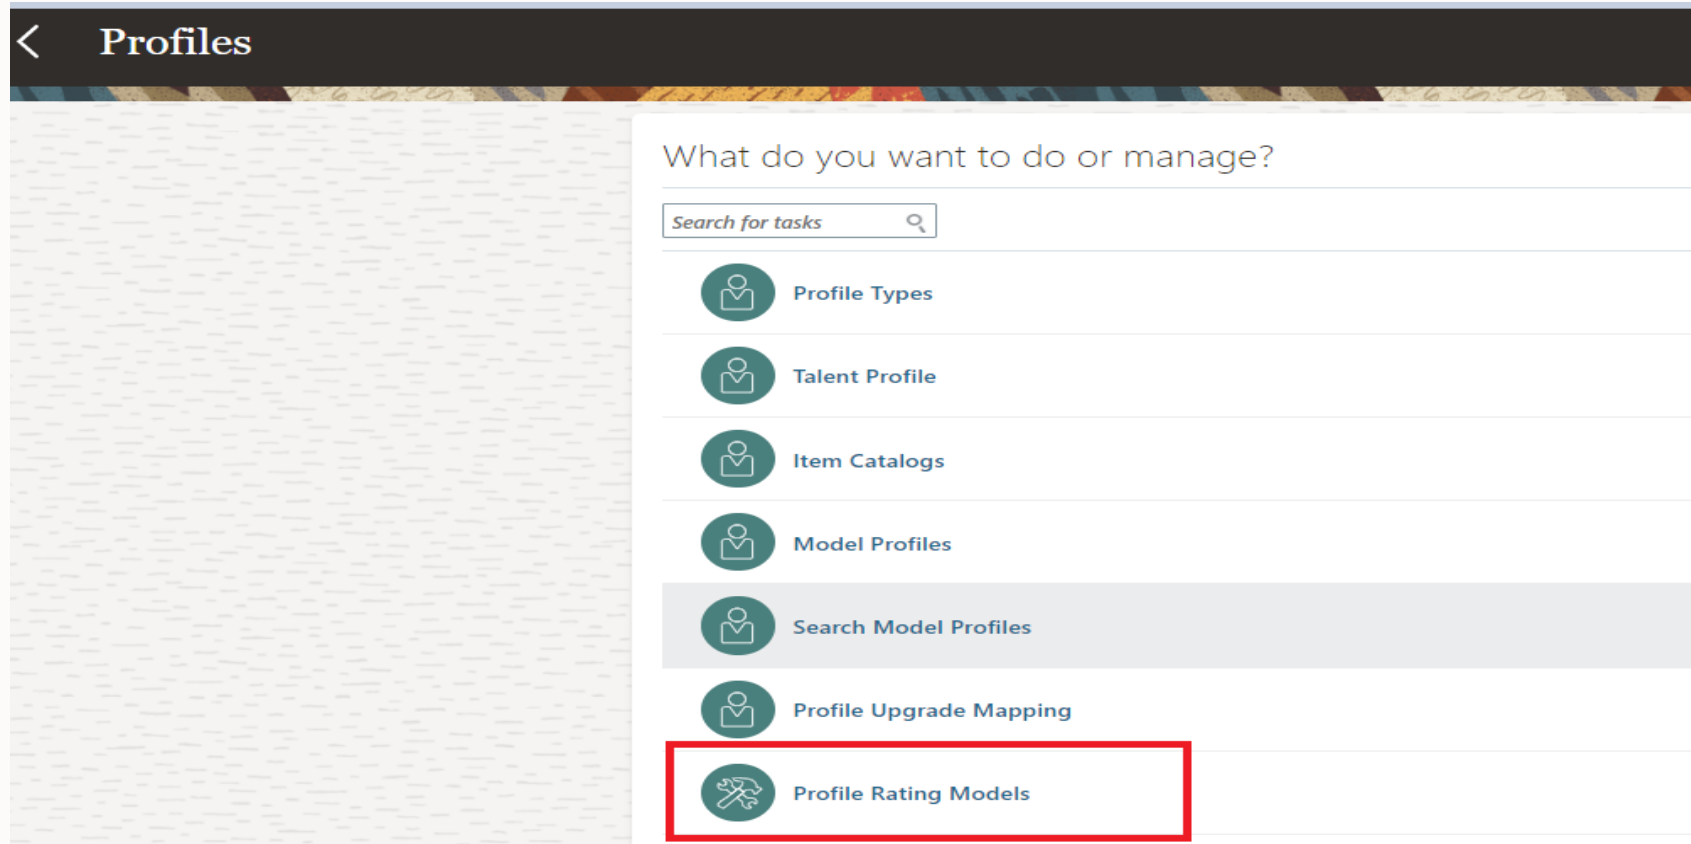 Profiles
What do you want to do or manage?
Search for tasks
Profile Types
Talent Profile
Item Catalogs
Model Profiles
Search Model Profiles
Profile Upgrade Mapping
Profile Rating Models